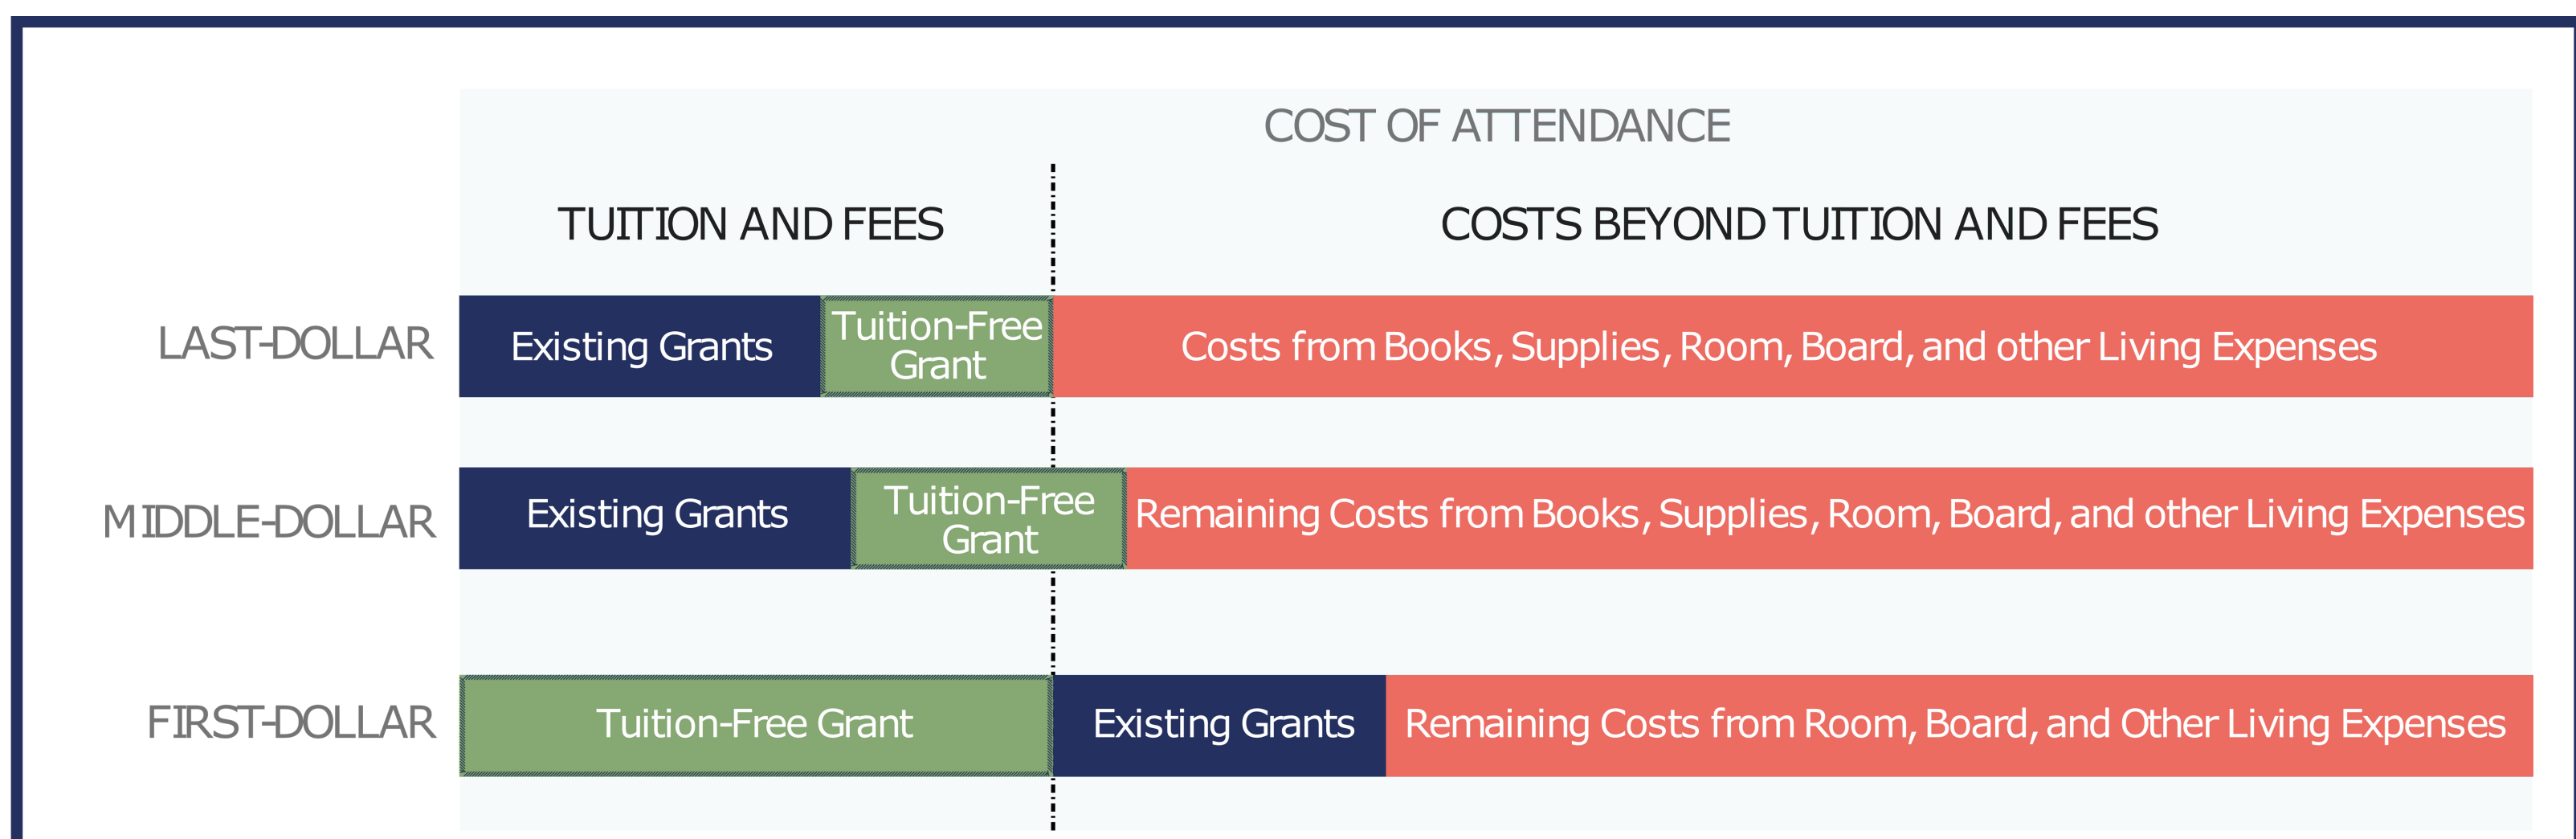 COST OF ATTENDANCE
TUITION AND FEES
COSTS BEYOND TUITION AND FEES
LAST-DOLLAR
Existing Grants
Tuition-Free
Grant
Costs from Books, Supplies, Room, Board, and other Living Expenses
MIDDLE-DOLLAR
Existing Grants
Tuition-Free
Grant
Remaining Costs from Books, Supplies, Room, Board, and other Living Expenses
FIRST-DOLLAR
Tuition-Free Grant
Existing Grants
Remaining Costs from Room, Board, and Other Living Expenses